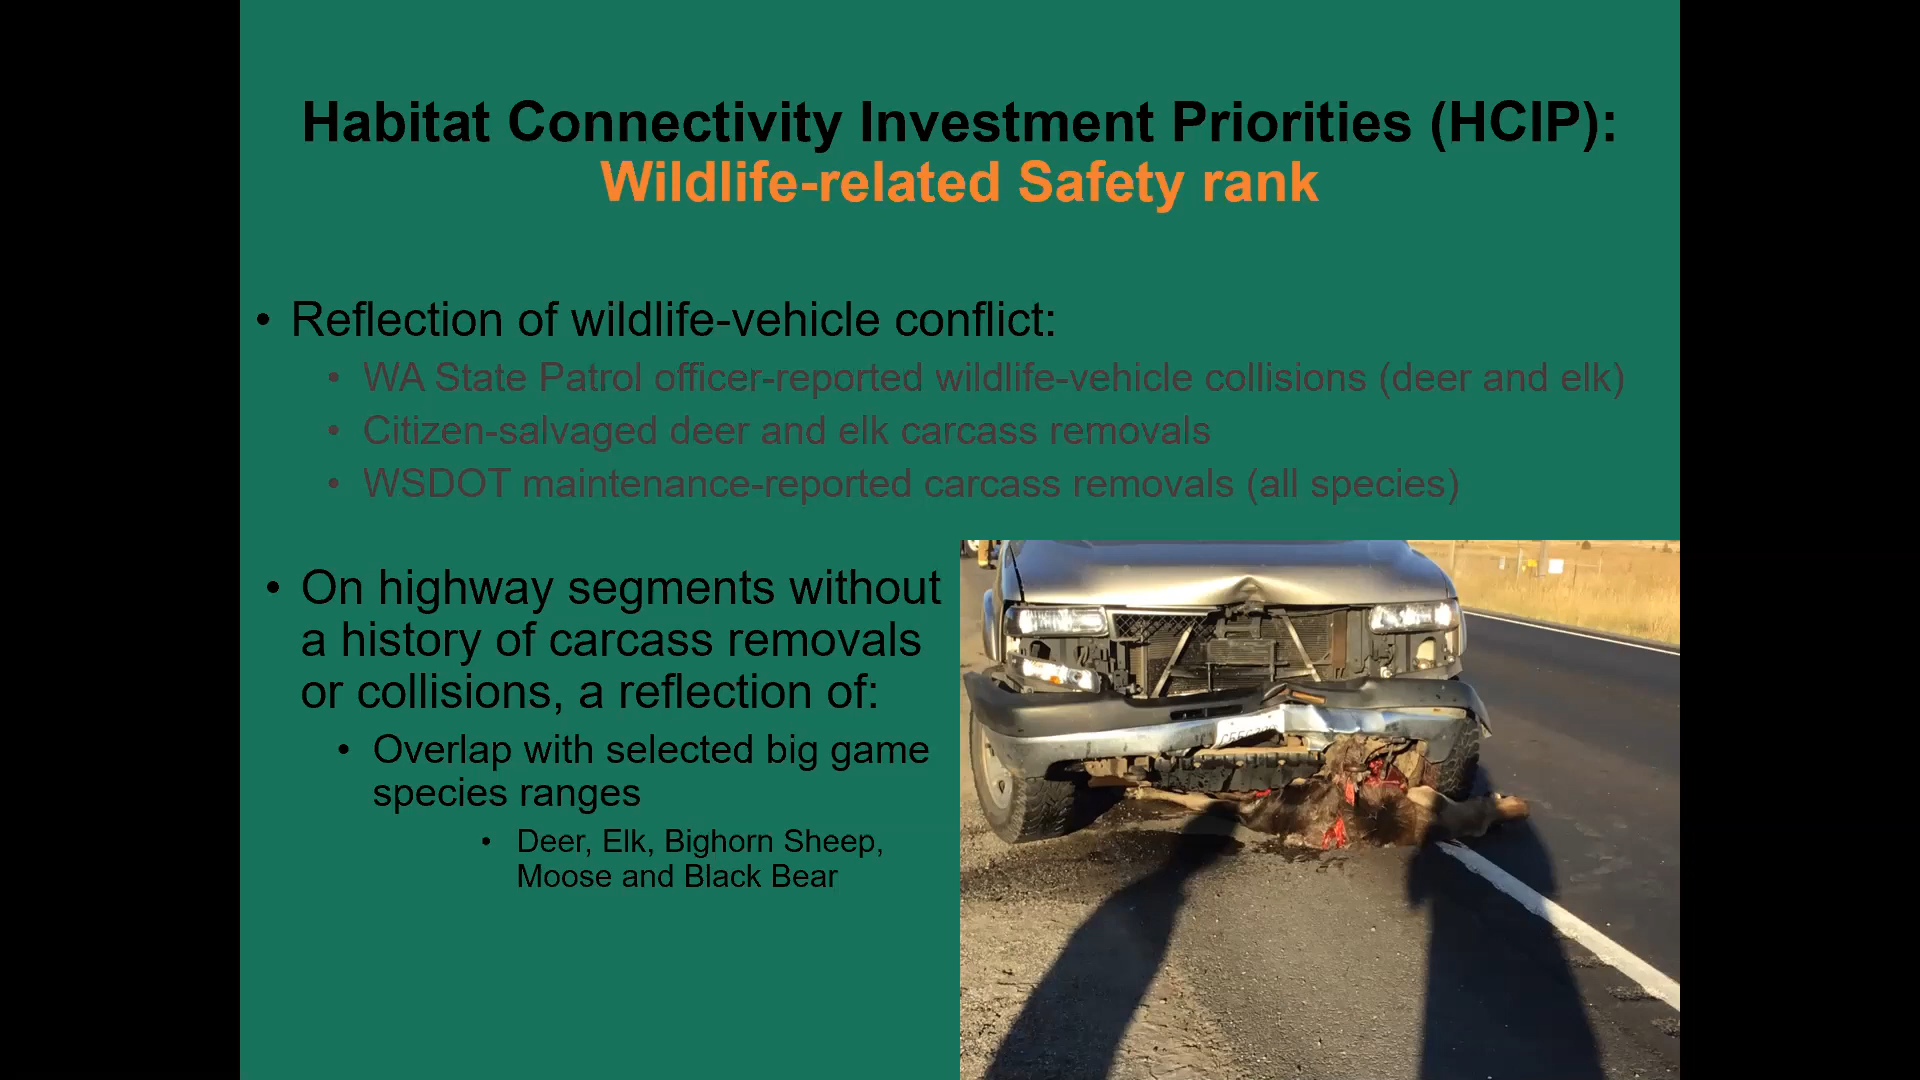 Habitat Connectivity Investment Priorities (HCIP):
Wildlife-related Safety rank
• Reflection of wildlife-vehicle conflict:
• WA State Patrol officer-reported wildlife-vehicle collisions (deer and elk)
• Citizen-salvaged deer and elk carcass removals
• WSDOT maintenance-reported carcass removals (all species)
• On highway segments without
a history of carcass removals
or collisions, a reflection of:
• Overlap with selected big game
species ranges
• Deer, Elk, Bighorn Sheep,
Moose and Black Bear